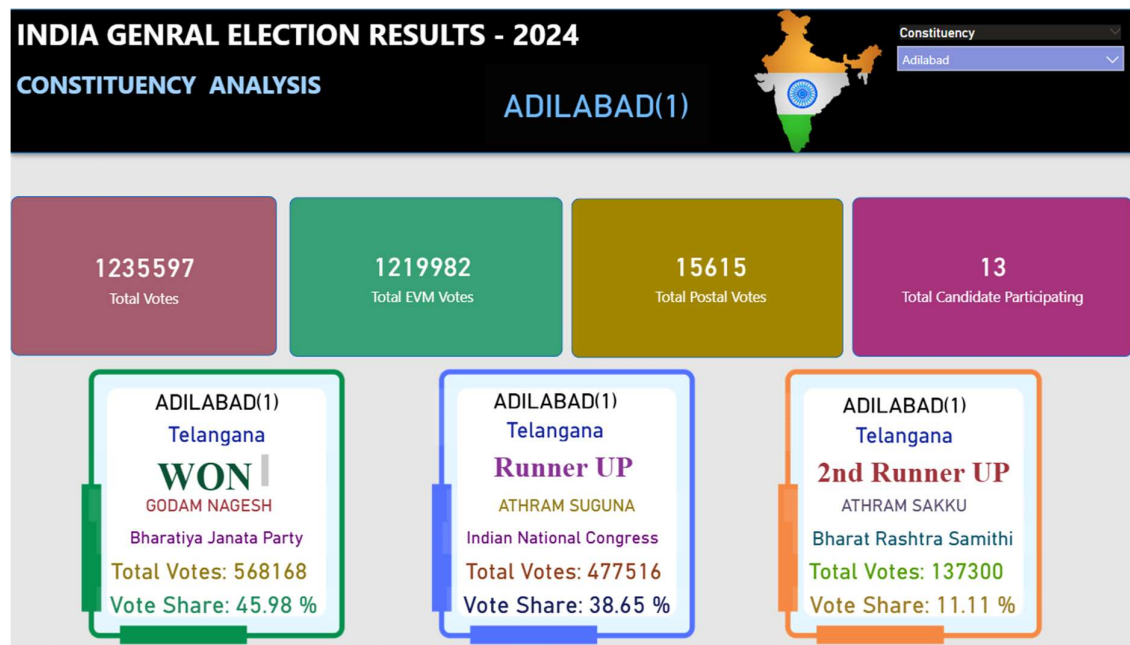 INDIA GENRAL ELECTION RESULTS - 2024
CONSTITUENCY ANALYSIS
ADILABAD(1)
Constituency
Adilabad
1235597
Total Votes
1219982
Total EVM Votes
15615
Total Postal Votes
13
Total Candidate Participating
ADILABAD(1)
Telangana
WON
GODAM NAGESH
Bharatiya Janata Party
Total Votes: 568168
Vote Share: 45.98 %
ADILABAD(1)
Telangana
Runner UP
ATHRAM SUGUNA
Indian National Congress
Total Votes: 477516
Vote Share: 38.65 %
ADILABAD(1)
Telangana
2nd Runner UP
ATHRAM SAKKU
Bharat Rashtra Samithi
Total Votes: 137300
Vote Share: 11.11 %